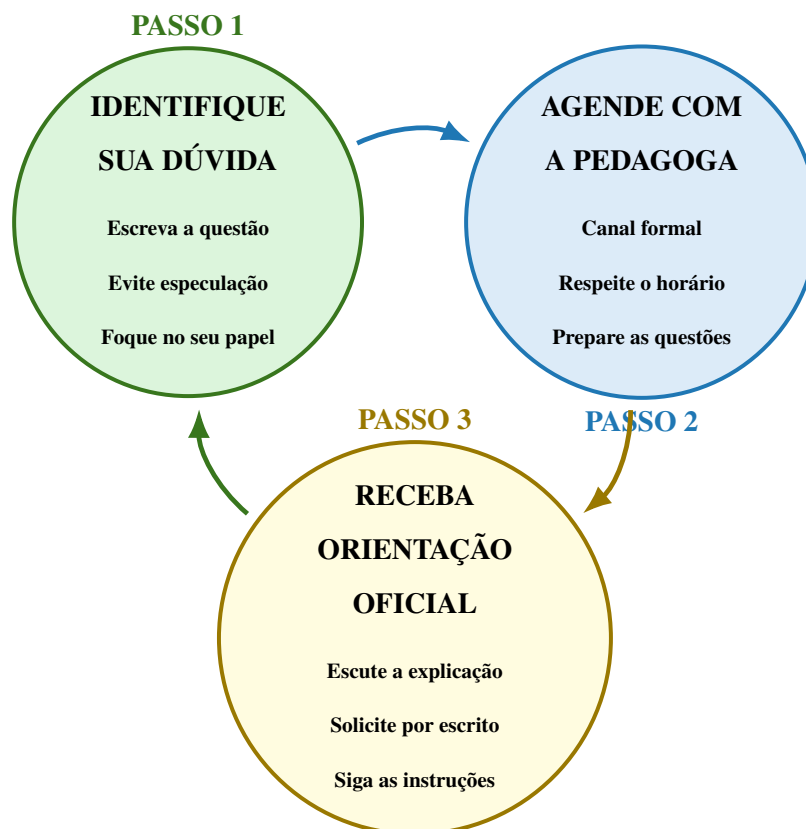 PASSO 1
IDENTIFIQUE
SUA DÚVIDA
Escreva a questão
Evite especulação
Foque no seu papel
AGENDE COM
A PEDAGOGA
Canal formal
Respeite o horário
Prepare as questões
PASSO 2
PASSO 3
RECEBA
ORIENTAÇÃO
OFICIAL
Escute a explicação
Solicite por escrito
Siga as instruções